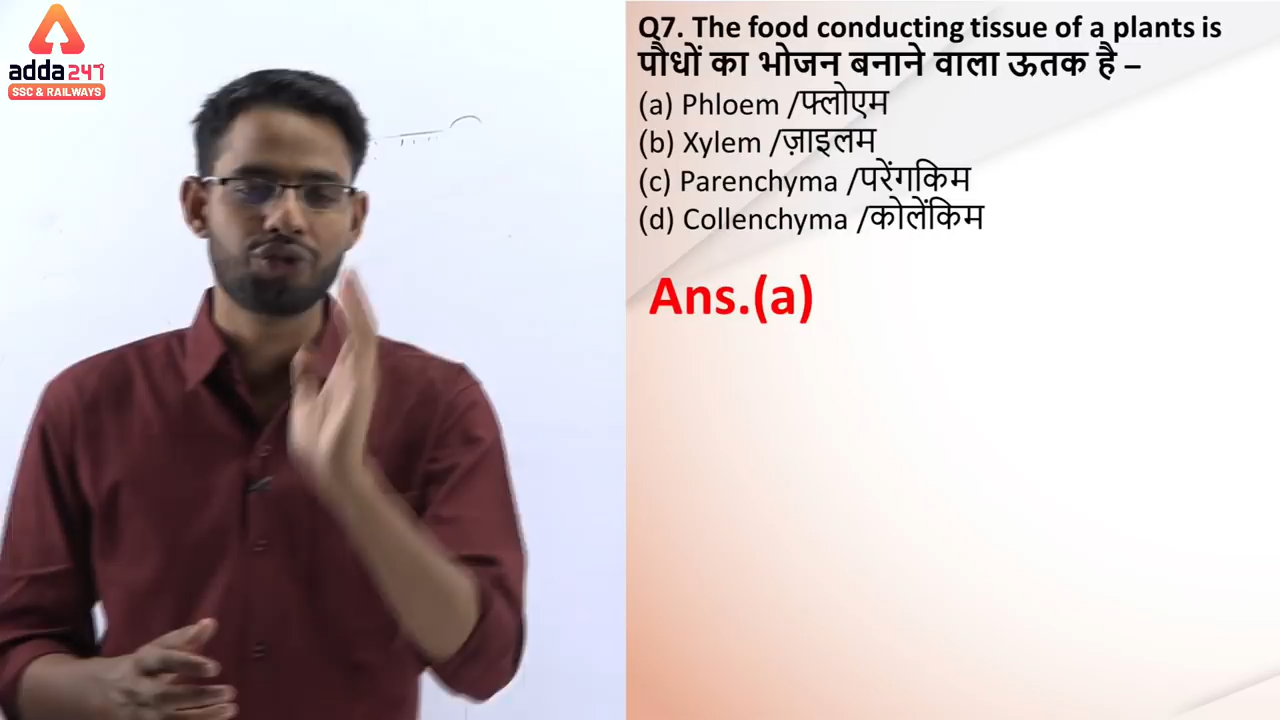 adda247
SSC & RAILWAYS
Q7. The food conducting tissue of a plants is
पौधों का भोजन बनाने वाला ऊतक है –
(a) Phloem /फ्लोएम
(b) Xylem /ज़ाइलम
(c) Parenchyma /परेंगकिम
(d) Collenchyma /कोलेंकिम
Ans.(a)